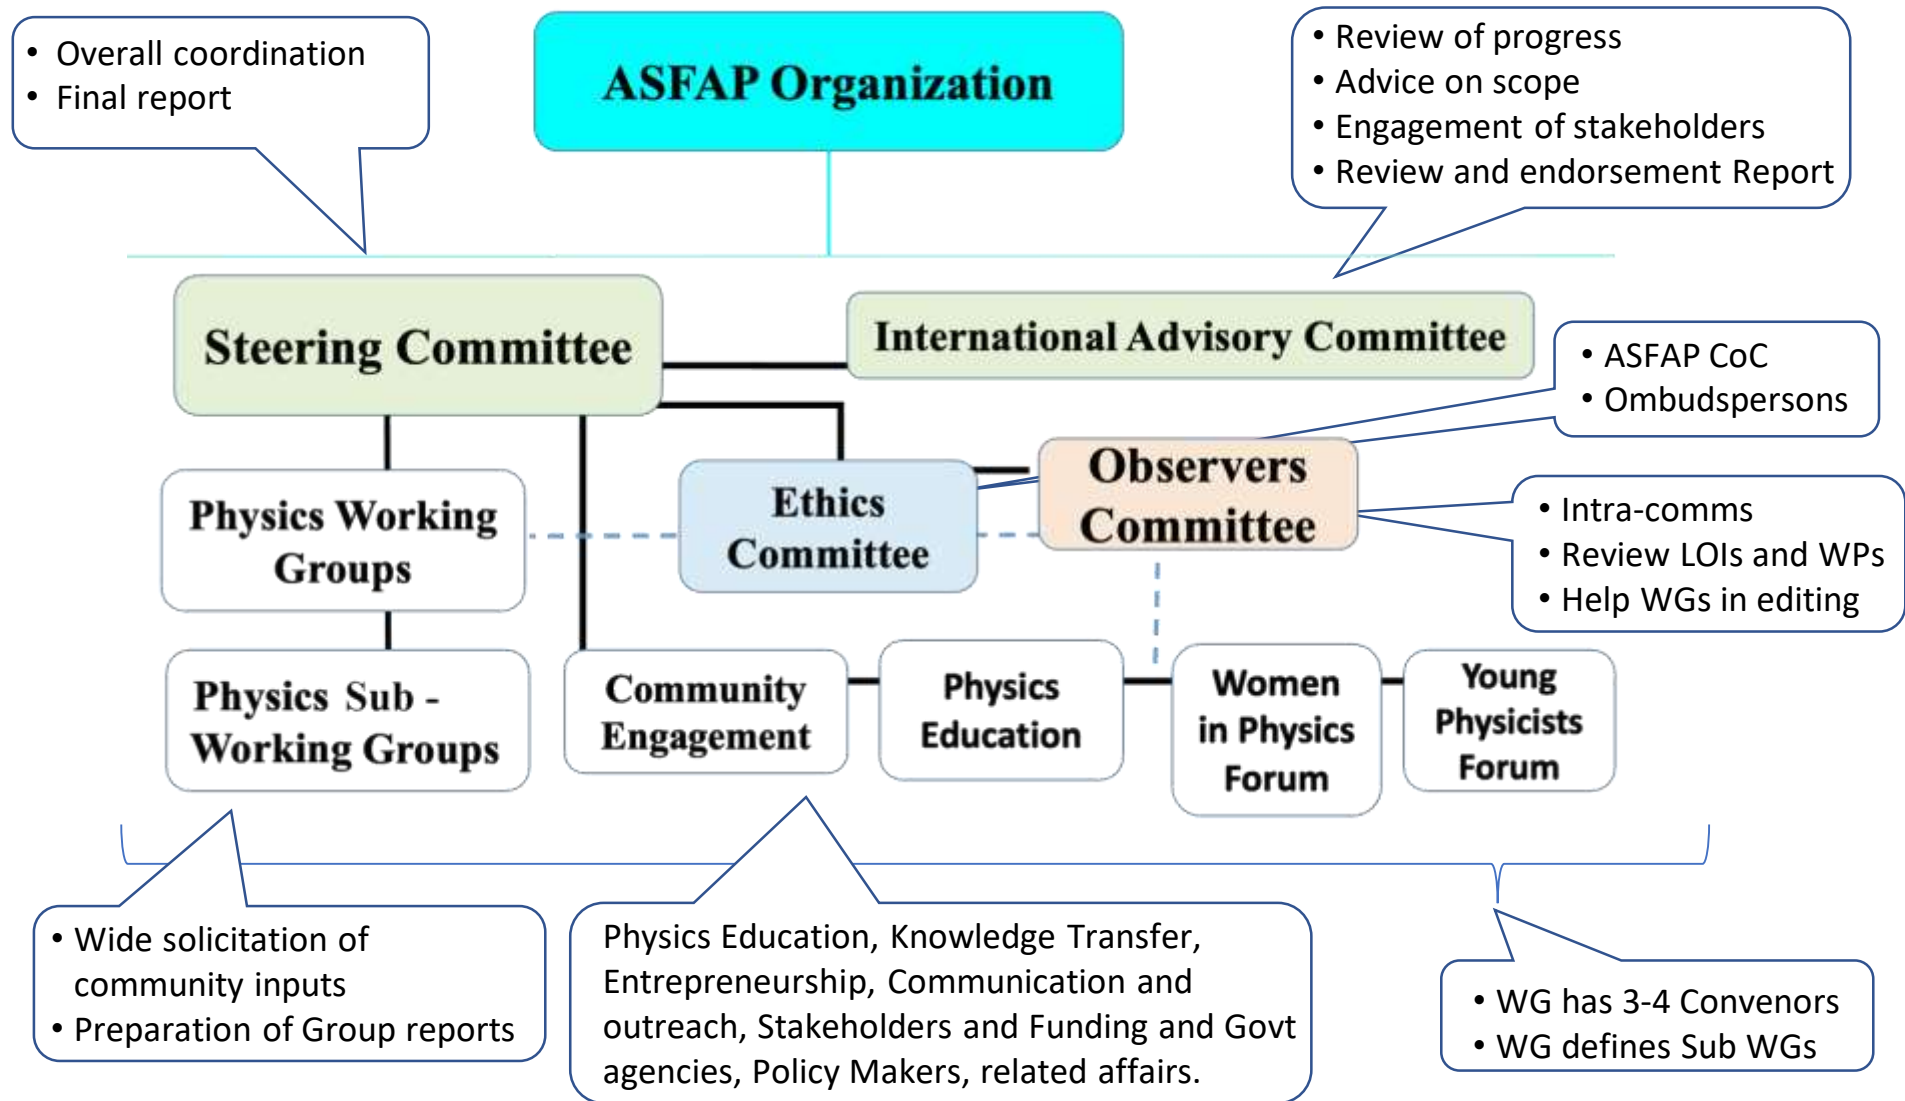 • Overall coordination
• Final report
ASFAP Organization
• Review of progress
• Advice on scope
• Engagement of stakeholders
• Review and endorsement Report
Steering Committee
International Advisory Committee
• ASFAP CoC
• Ombudspersons
Physics Working
Groups
Ethics
Committee
Observers
Committee
• Intra-comms
• Review LOIs and WPs
• Help WGs in editing
Physics Sub -
Working Groups
Community
Engagement
Physics
Education
Women
in Physics
Forum
Young
Physicists
Forum
• Wide solicitation of
community inputs
• Preparation of Group reports
Physics Education, Knowledge Transfer,
Entrepreneurship, Communication and
outreach, Stakeholders and Funding and Govt
agencies, Policy Makers, related affairs.
• WG has 3-4 Convenors
• WG defines Sub WGs